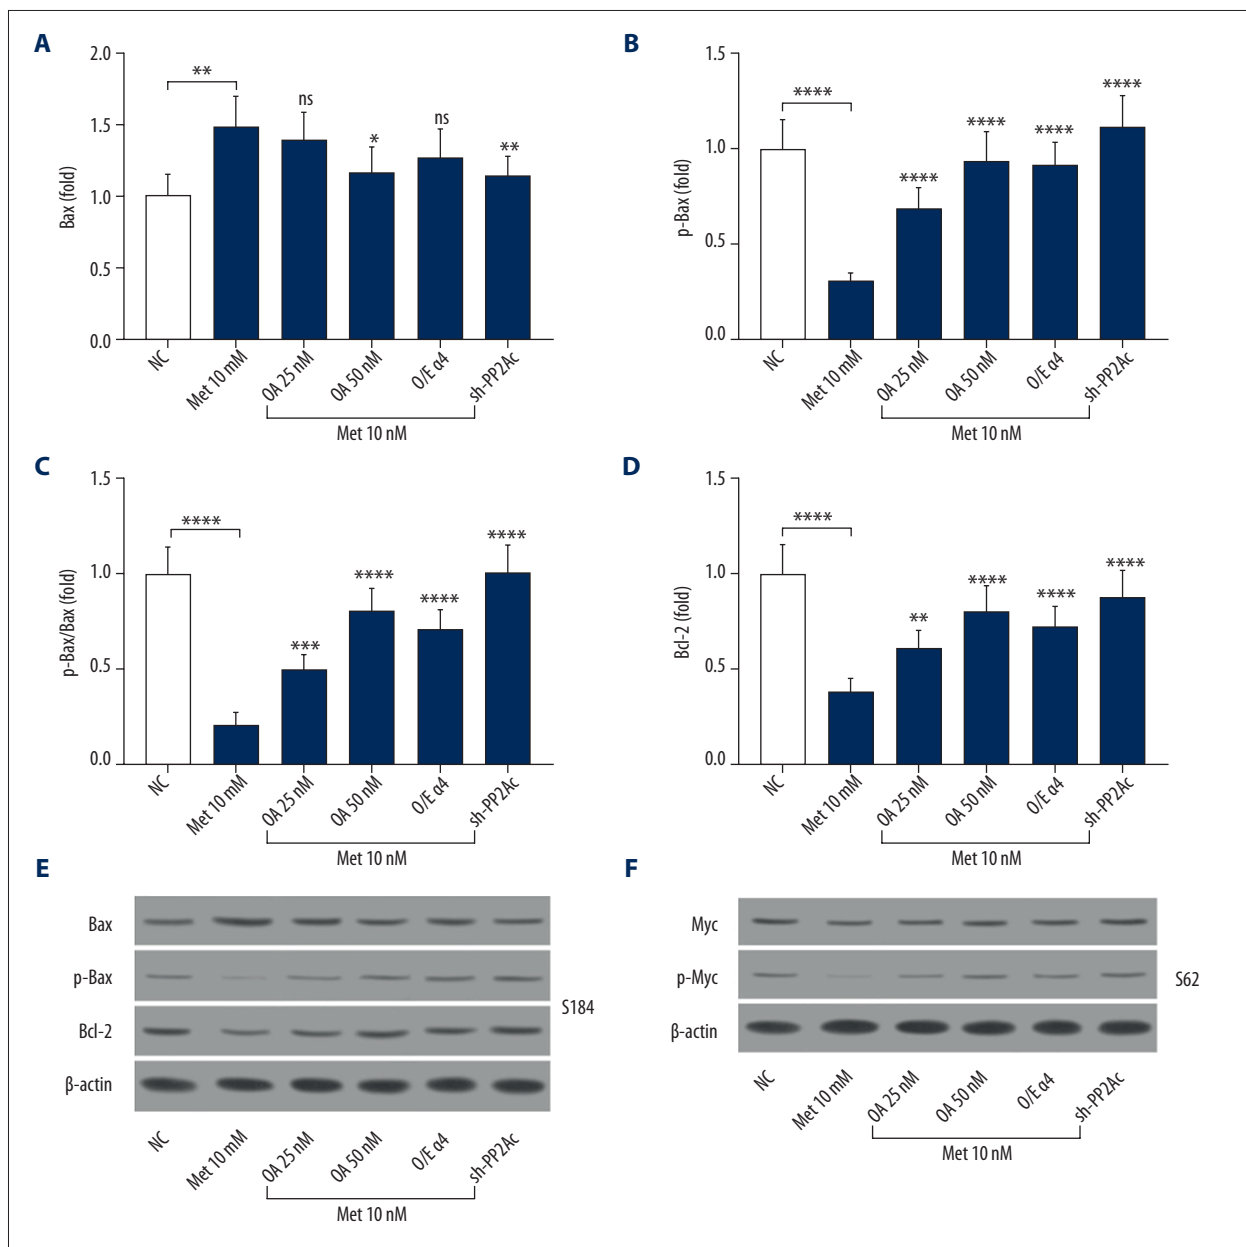 A
2.0
1.5
1.0
0.5
0.0
Bax (fold)
**
ns
*
ns
**
NC
Met 10 mM
OA 25 nM
OA 50 nM
O/E α4
sh-PP2Ac
Met 10 nM
B
1.5
1.0
0.5
0.0
p-Bax (fold)
****
****
****
****
****
NC
Met 10 mM
OA 25 nM
OA 50 nM
O/E α4
sh-PP2Ac
Met 10 nM
C
1.5
1.0
0.5
0.0
p-Bax/Bax (fold)
****
***
****
****
****
NC
Met 10 mM
OA 25 nM
OA 50 nM
O/E α4
sh-PP2Ac
Met 10 nM
D
1.5
1.0
0.5
0.0
Bcl-2 (fold)
****
**
****
****
****
NC
Met 10 mM
OA 25 nM
OA 50 nM
O/E α4
sh-PP2Ac
Met 10 nM
E
Bax
p-Bax
Bcl-2
β-actin
S184
NC
Met 10 mM
OA 25 nM
OA 50 nM
O/E α4
sh-PP2Ac
Met 10 nM
F
Myc
p-Myc
β-actin
S62
NC
Met 10 mM
OA 25 nM
OA 50 nM
O/E α4
sh-PP2Ac
Met 10 nM